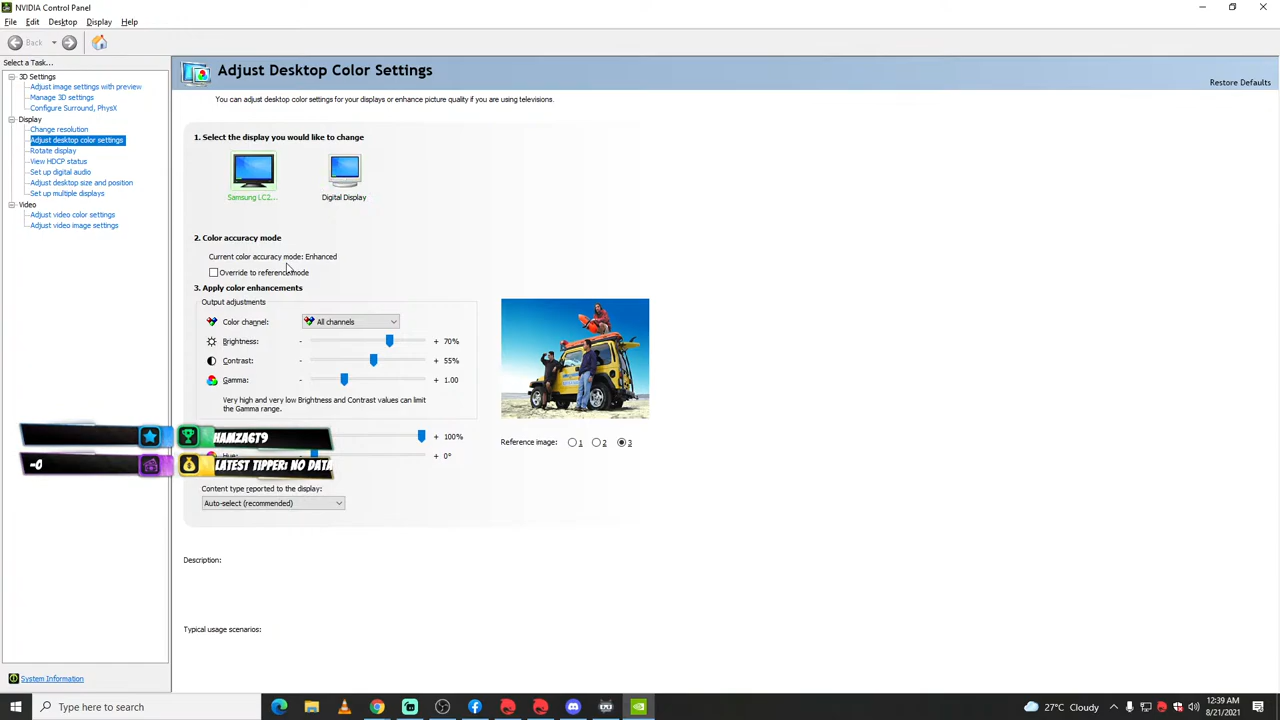 NVIDIA Control Panel
File Edit Desktop Display Help
Back
Select a Task...
3D Settings
Adjust image settings with preview
Manage 3D settings
Configure Surround, PhysX
Display
Change resolution
Adjust desktop color settings
Rotate display
View HDCP status
Set up digital audio
Adjust desktop size and position
Set up multiple displays
Video
Adjust video color settings
Adjust video image settings
System Information
Adjust Desktop Color Settings
Restore Defaults
You can adjust desktop color settings for your displays or enhance picture quality if you are using televisions.
1. Select the display you would like to change
Samsung LC2... Digital Display
2. Color accuracy mode
Current color accuracy mode: Enhanced
Override to reference mode
3. Apply color enhancements
Output adjustments
Color channel: All channels
Brightness: - + 70%
Contrast: - + 55%
Gamma: - + 1.00
Very high and very low Brightness and Contrast values can limit
the Gamma range.
HAMZA6T9
+ 100%
Reference image: 1 2 3
Hue: + 0°
-0
LATEST TIPPER: NO DATA
Content type reported to the display:
Auto-select (recommended)
Description:
Typical usage scenarios:
Type here to search
27°C Cloudy
12:39 AM
8/21/2021